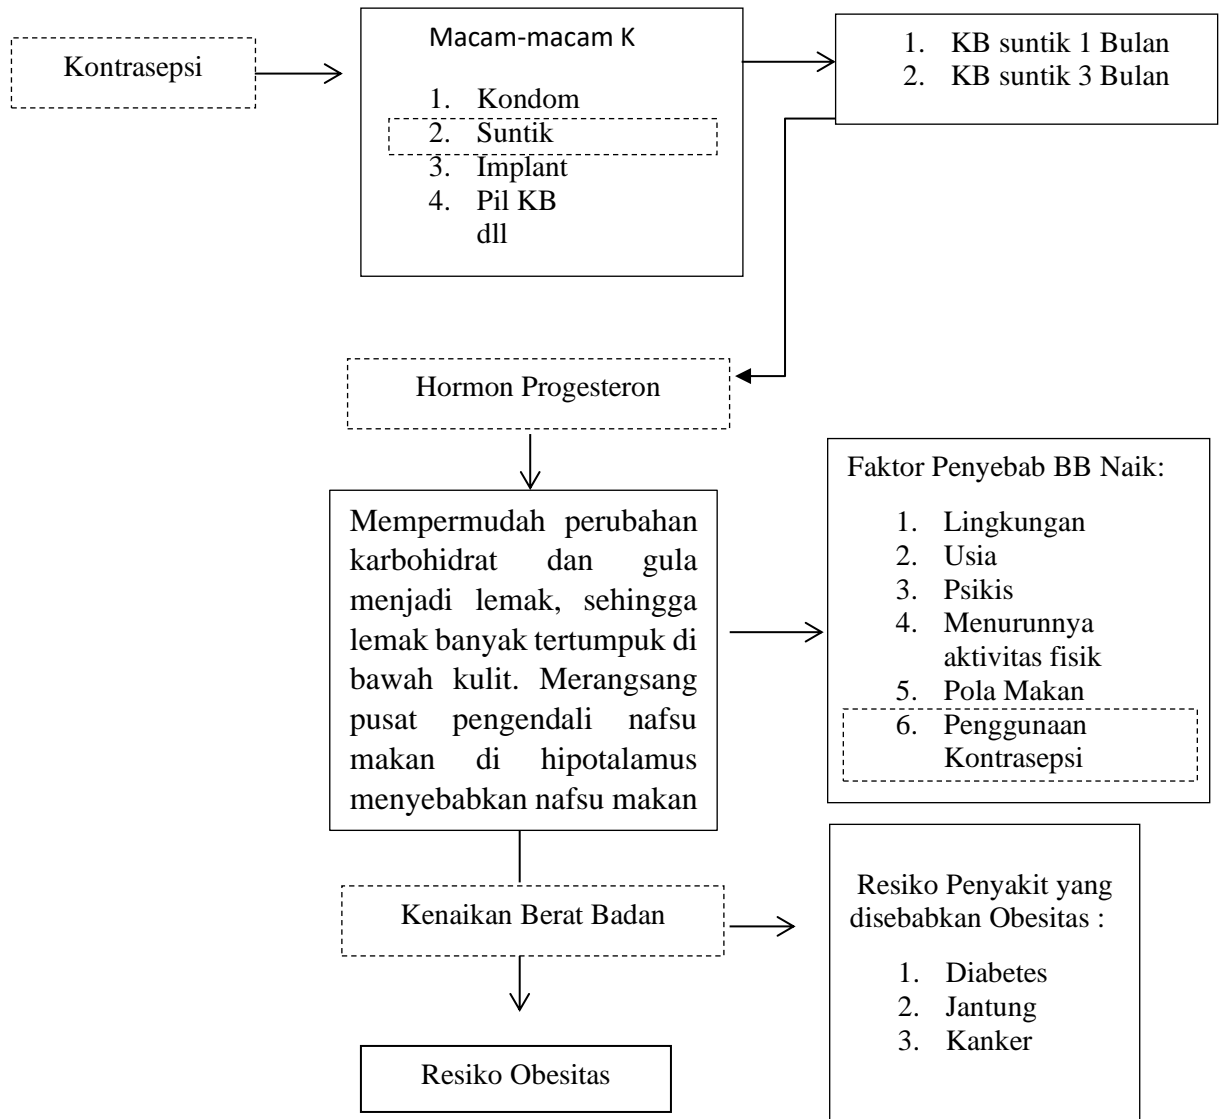 Kontrasepsi
Macam-macam K
1. Kondom
2. Suntik
3. Implant
4. Pil KB
dll
1. KB suntik 1 Bulan
2. KB suntik 3 Bulan
Hormon Progesteron
Mempermudah perubahan
karbohidrat dan gula
menjadi lemak, sehingga
lemak banyak tertumpuk di
bawah kulit. Merangsang
pusat pengendali nafsu
makan di hipotalamus
menyebabkan nafsu makan
Faktor Penyebab BB Naik:
1. Lingkungan
2. Usia
3. Psikis
4. Menurunnya
aktivitas fisik
5. Pola Makan
6. Penggunaan
Kontrasepsi
Kenaikan Berat Badan
Resiko Penyakit yang
disebabkan Obesitas :
1. Diabetes
2. Jantung
3. Kanker
Resiko Obesitas